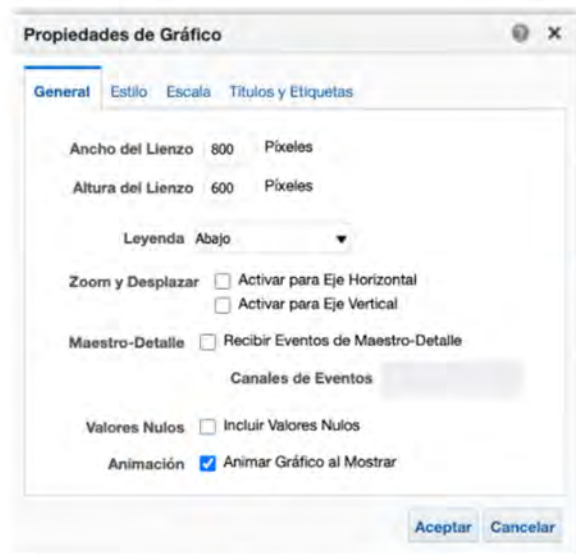 Propiedades de Gráfico
General Estilo Escala Títulos y Etiquetas
Ancho del Lienzo 800 Píxeles
Altura del Lienzo 600 Píxeles
Leyenda Abajo
Zoom y Desplazar Activar para Eje Horizontal
Activar para Eje Vertical
Maestro-Detalle Recibir Eventos de Maestro-Detalle
Canales de Eventos
Valores Nulos Incluir Valores Nulos
Animación Animar Gráfico al Mostrar
Aceptar Cancelar